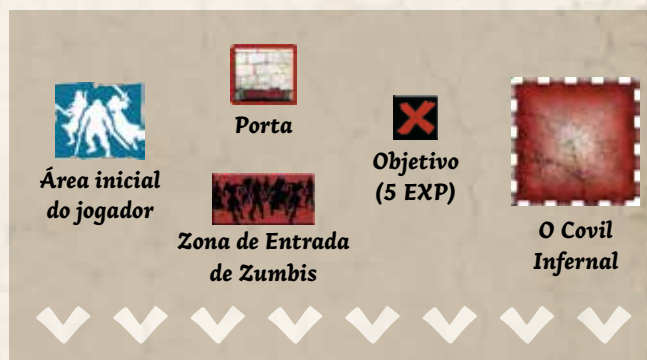 Porta
Área inicial
do jogador
Zona de Entrada
de Zumbis
Objetivo
(5 EXP)
O Covil
Infernal